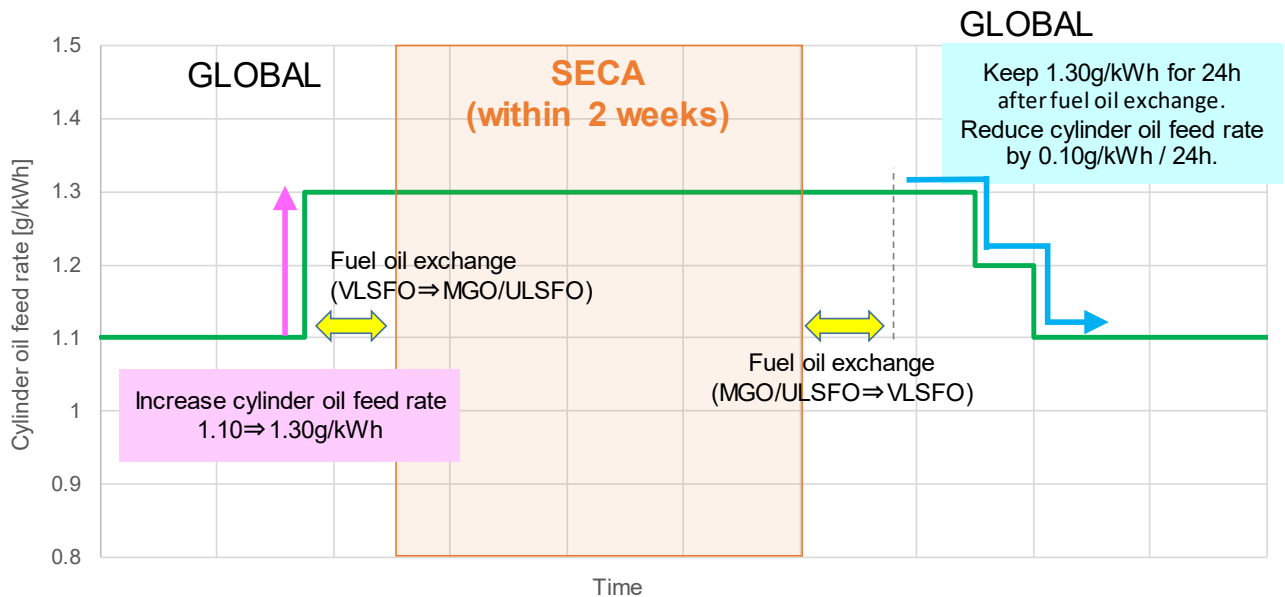 GLOBAL
GLOBAL
SECA
(within 2 weeks)
Keep 1.30g/kWh for 24h
after fuel oil exchange.
Reduce cylinder oil feed rate
by 0.10g/kWh / 24h.
Cylinder oil feed rate [g/kWh]
1.5
1.4
1.3
1.2
1.1
1
0.9
0.8
Fuel oil exchange
(VLSFO⇒MGO/ULSFO)
Fuel oil exchange
(MGO/ULSFO⇒VLSFO)
Increase cylinder oil feed rate
1.10⇒1.30g/kWh
Time